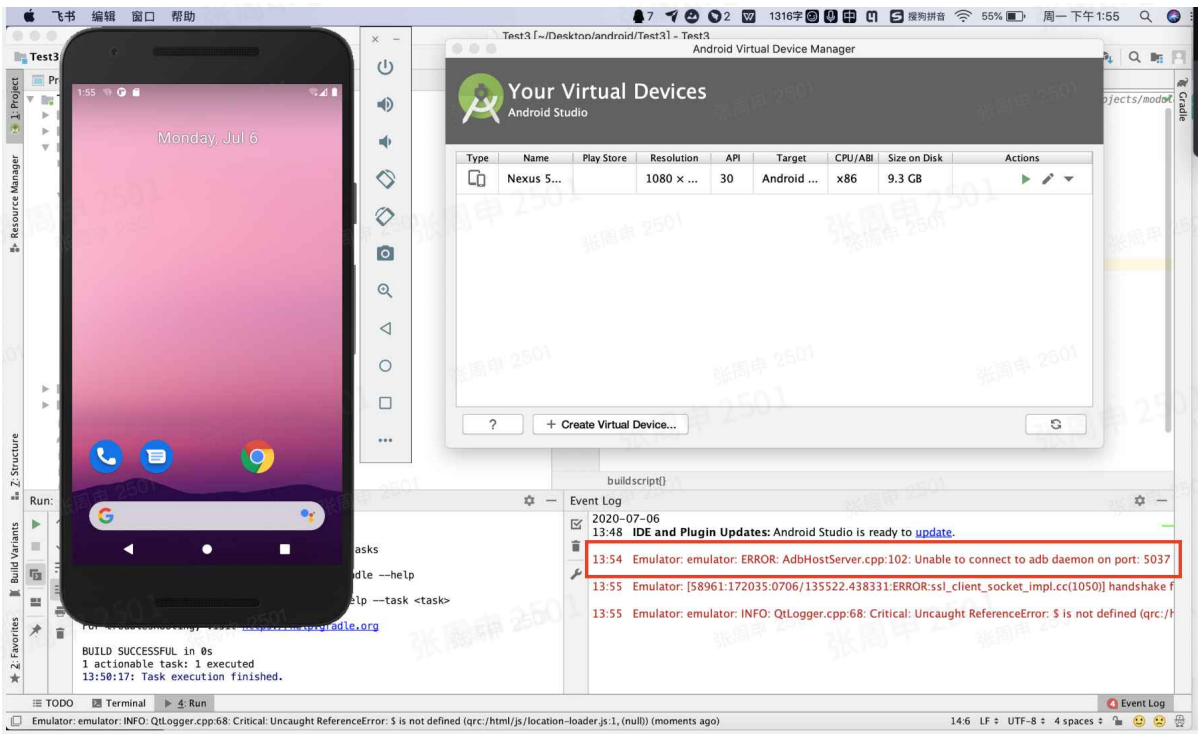 飞书 编辑 窗口 帮助 7 2 1316字 搜狗拼音 55% 周一下午1:55
Test3 [~/Desktop/android/Test3] - Test3
Android Virtual Device Manager
Test3
1:55
Monday, Jul 6
Your Virtual Devices
Android Studio
Type Name Play Store Resolution API Target CPU/ABI Size on Disk Actions
Nexus 5... 1080 × ... 30 Android ... x86 9.3 GB
? + Create Virtual Device...
1: Project
Resource Manager
Z: Structure
Build Variants
2: Favorites
Gradle
buildscript{}
Run:
Event Log
2020-07-06
13:48 IDE and Plugin Updates: Android Studio is ready to update.
13:54 Emulator: emulator: ERROR: AdbHostServer.cpp:102: Unable to connect to adb daemon on port: 5037
13:55 Emulator: [58961:172035:0706/135522.438331:ERROR:ssl_client_socket_impl.cc(1050)] handshake f
13:55 Emulator: emulator: INFO: QtLogger.cpp:68: Critical: Uncaught ReferenceError: $ is not defined (qrc:/h
asks
dle --help
elp --task <task>
BUILD SUCCESSFUL in 0s
1 actionable task: 1 executed
13:50:17: Task execution finished.
TODO Terminal 4: Run 4 Event Log
Emulator: emulator: INFO: QtLogger.cpp:68: Critical: Uncaught ReferenceError: $ is not defined (qrc:/html/js/location-loader.js:1, (null)) (moments ago) 14:6 LF UTF-8 4 spaces
张周申 2501